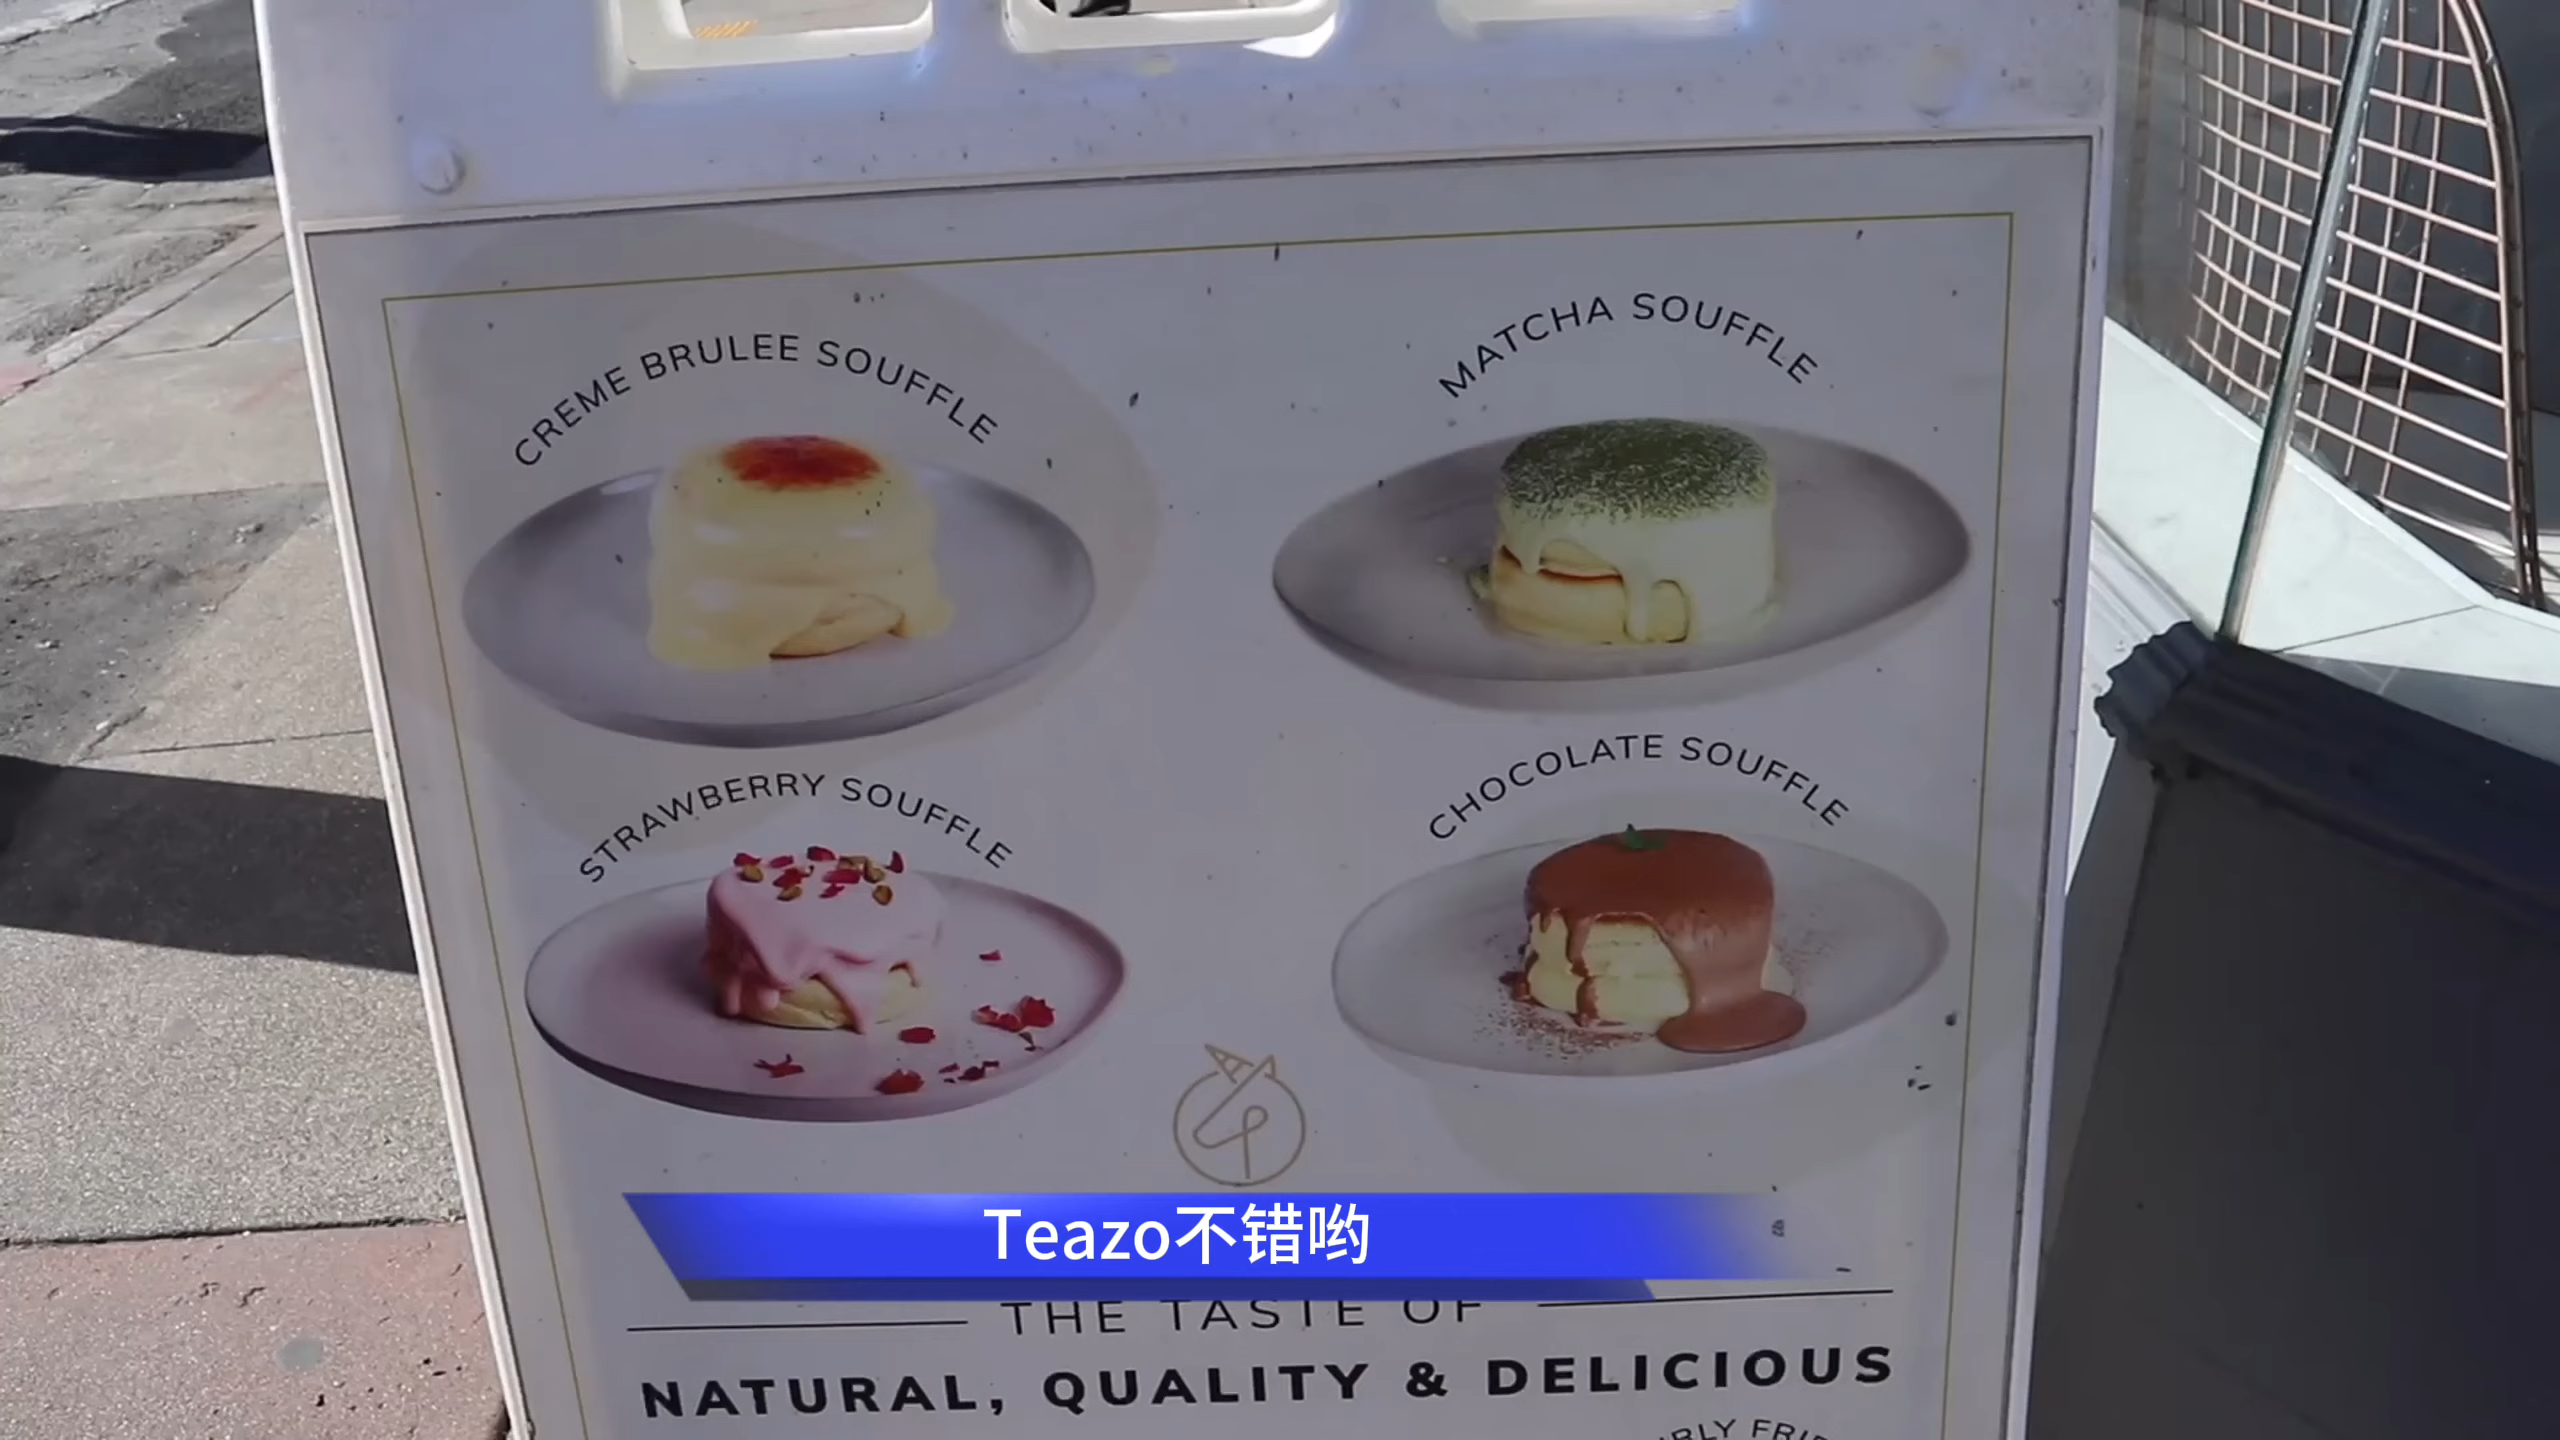 CREME BRULEE SOUFFLE
MATCHA SOUFFLE
STRAWBERRY SOUFFLE
CHOCOLATE SOUFFLE
Teazo不错哟
THE TASTE OF
NATURAL, QUALITY & DELICIOUS